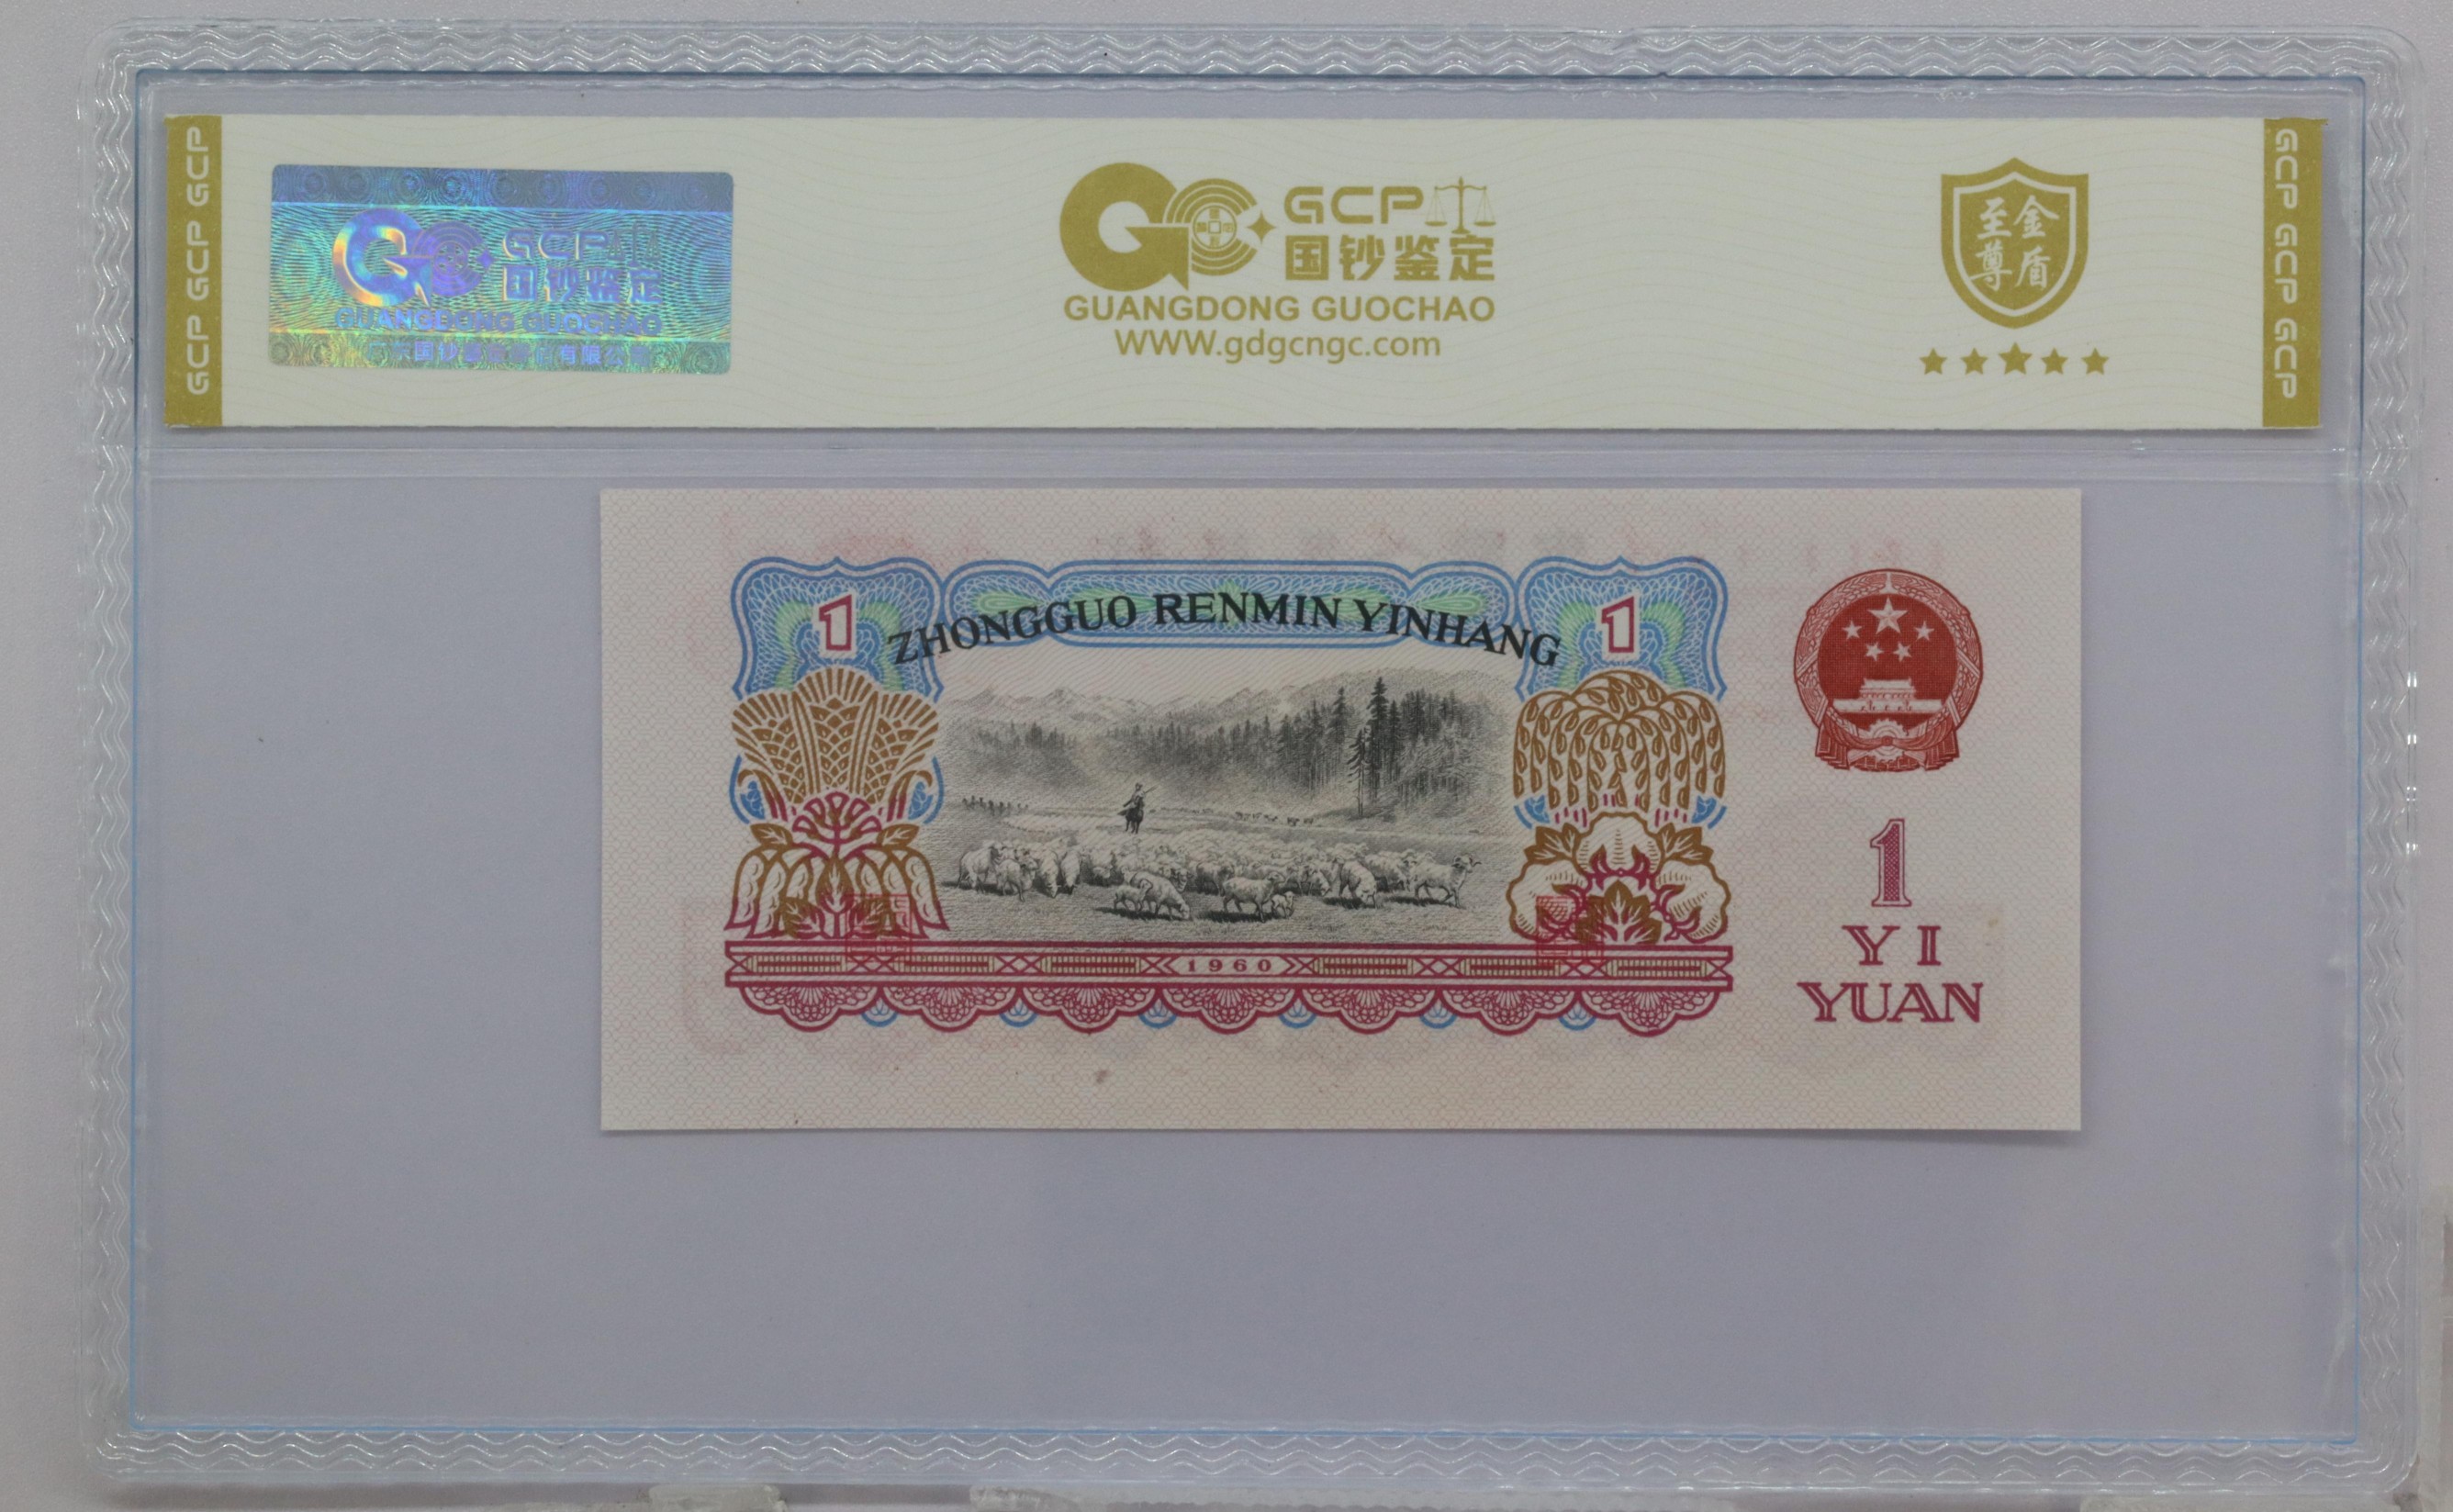 GCP GCP GCP
GCP
国钞鉴定
GUANGDONG GUOCHAO
GCP
国钞鉴定
GUANGDONG GUOCHAO
WWW.gdgcngc.com
至金
尊盾
GCP GCP GCP
1
ZHONGGUO RENMIN YINHANG
1
1960
1
YI
YUAN